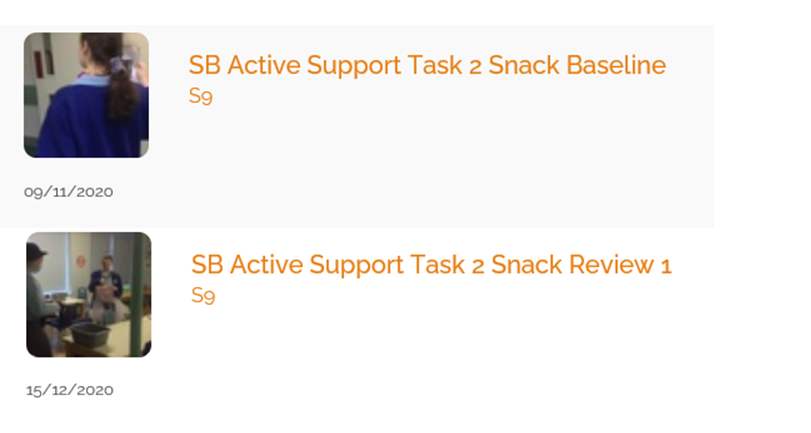 SB Active Support Task 2 Snack Baseline
S9
09/11/2020
SB Active Support Task 2 Snack Review 1
S9
15/12/2020